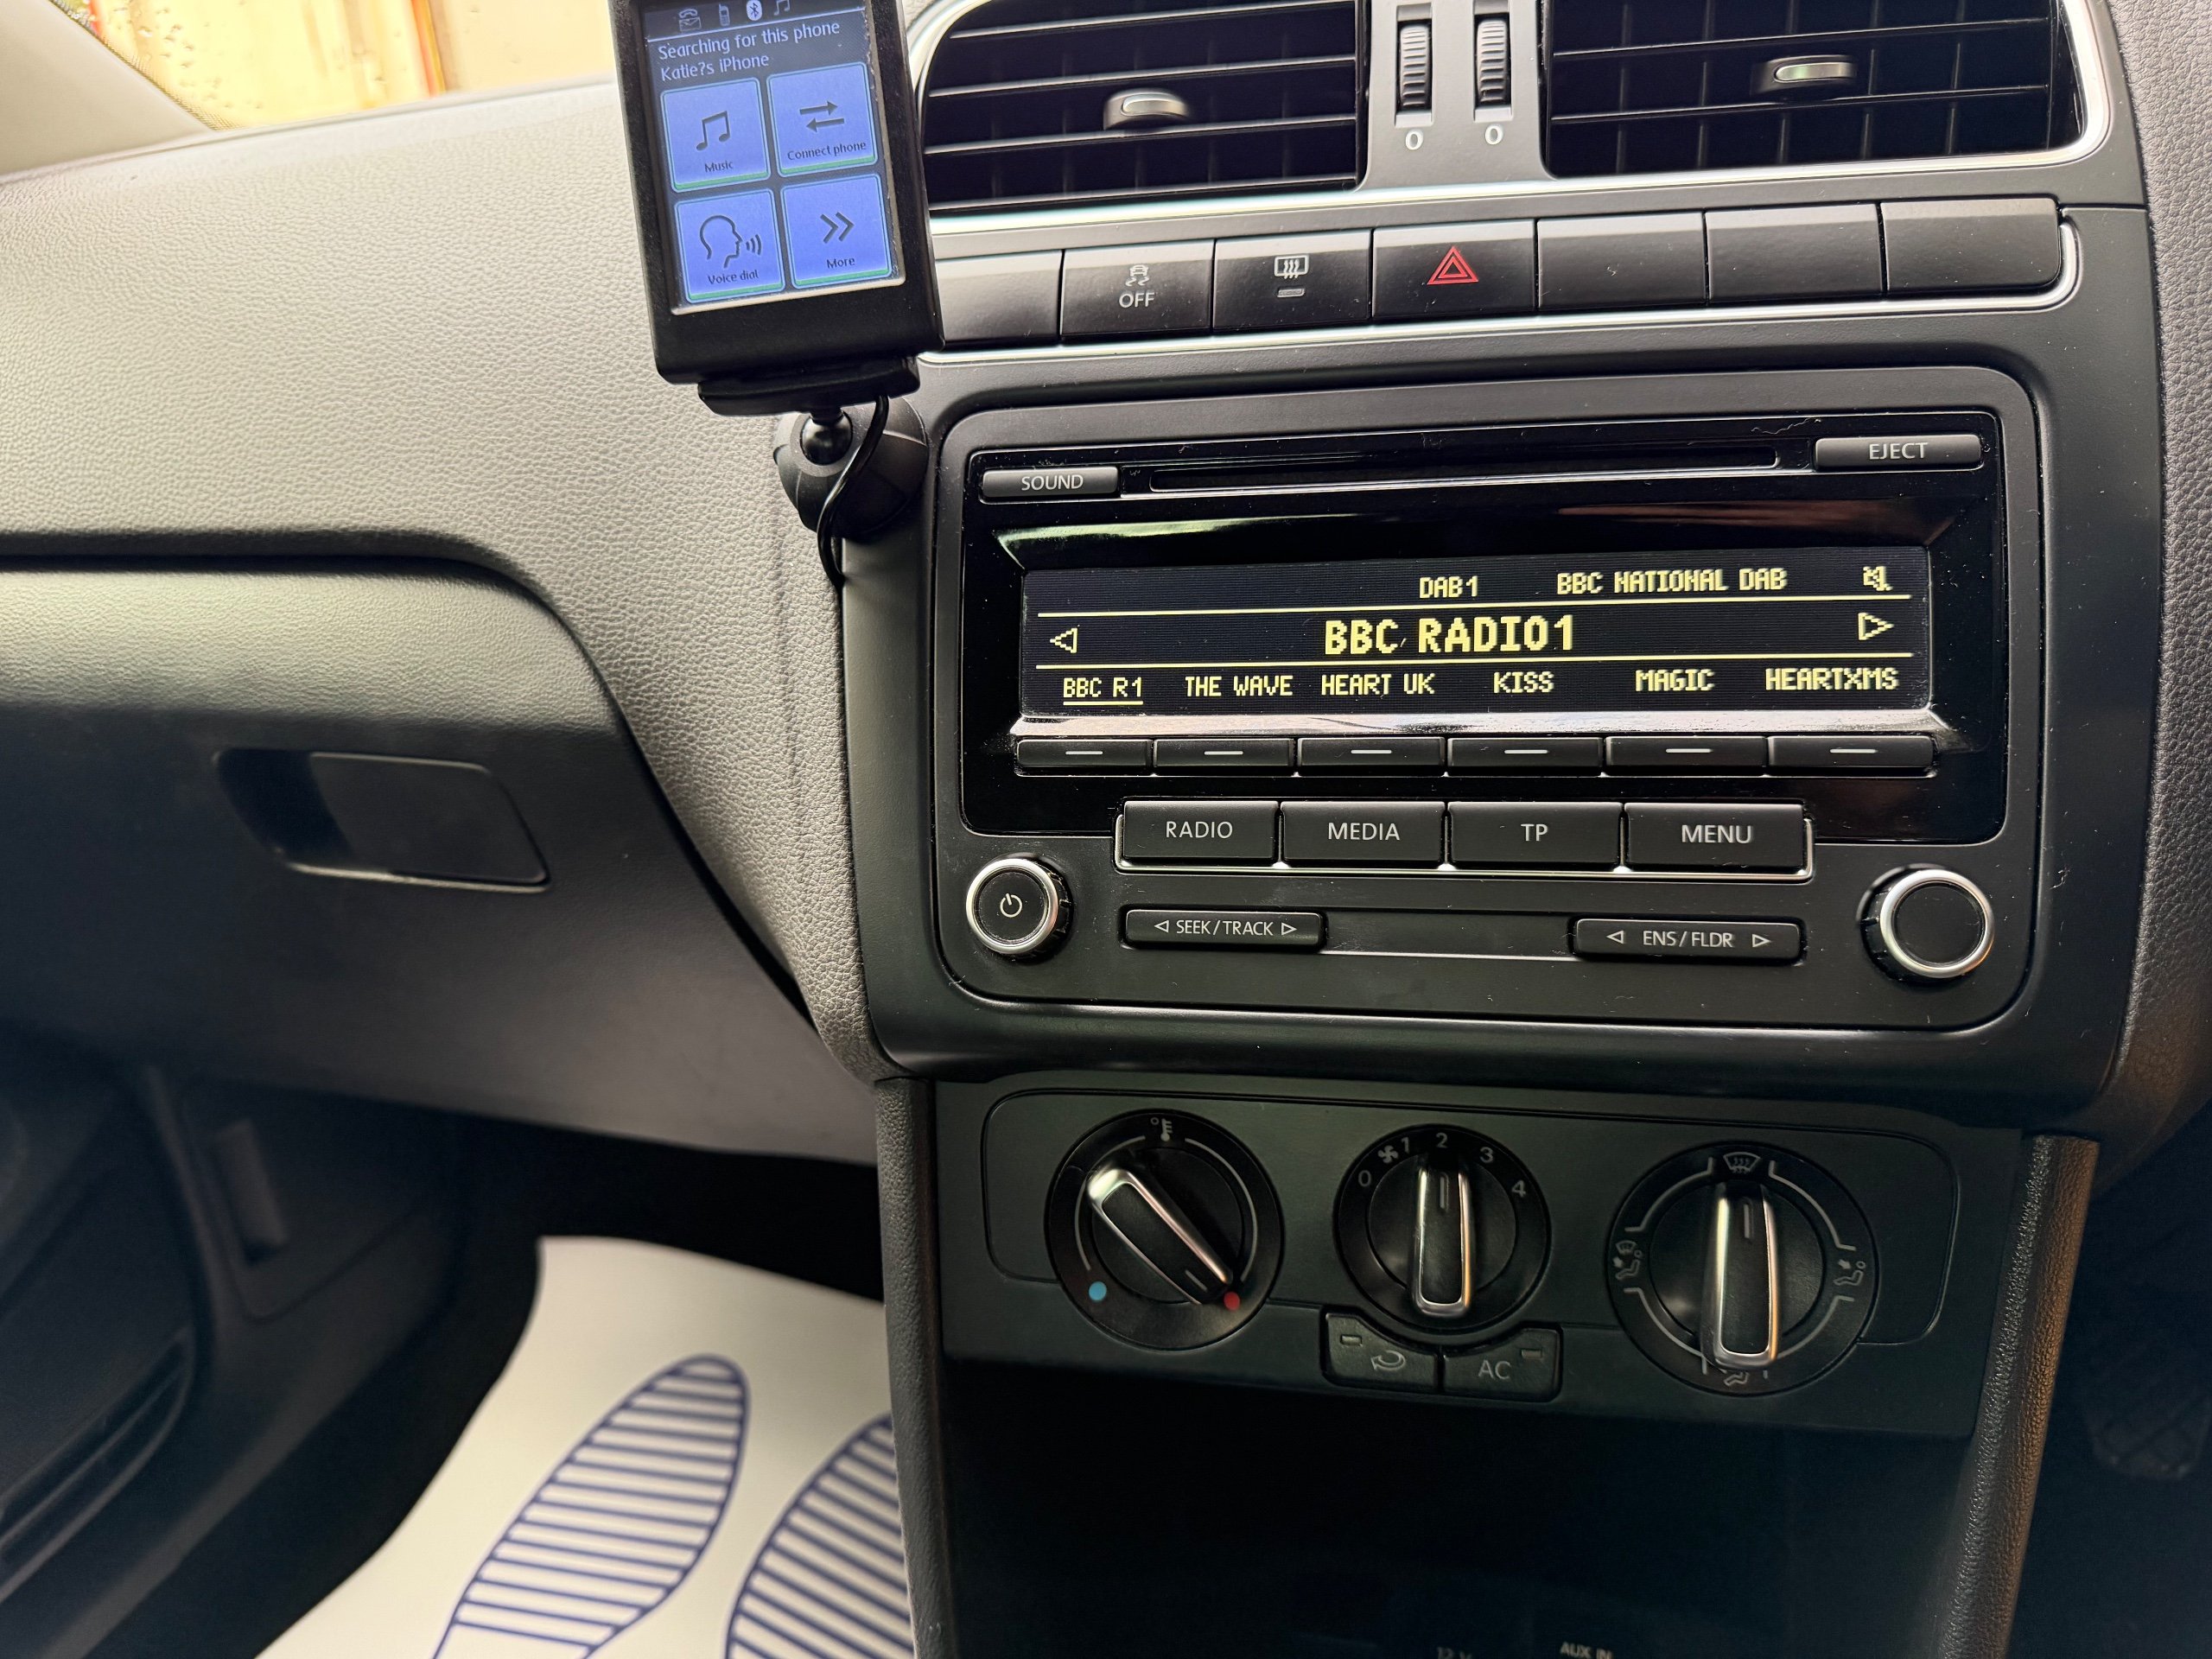 Searching for this phone
Katie?s iPhone
Music
Connect phone
Voice dial
More
0
0
OFF
SOUND
EJECT
DAB1 BBC NATIONAL DAB
BBC RADIO1
BBC R1 THE WAVE HEART UK KISS MAGIC HEARTXMS
RADIO MEDIA TP MENU
SEEK / TRACK
ENS / FLDR
0 1 2 3 4
AC
AUX IN